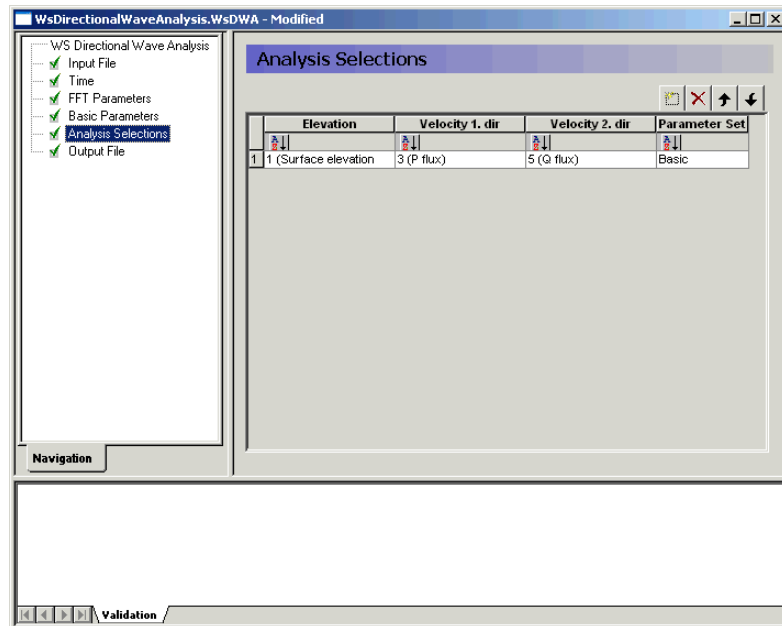 WsDirectionalWaveAnalysis.WsDWA - Modified
WS Directional Wave Analysis
Input File
Time
FFT Parameters
Basic Parameters
Analysis Selections
Output File
Navigation
Analysis Selections
Elevation Velocity 1. dir Velocity 2. dir Parameter Set
1 1 (Surface elevation 3 (P flux) 5 (Q flux) Basic
Validation